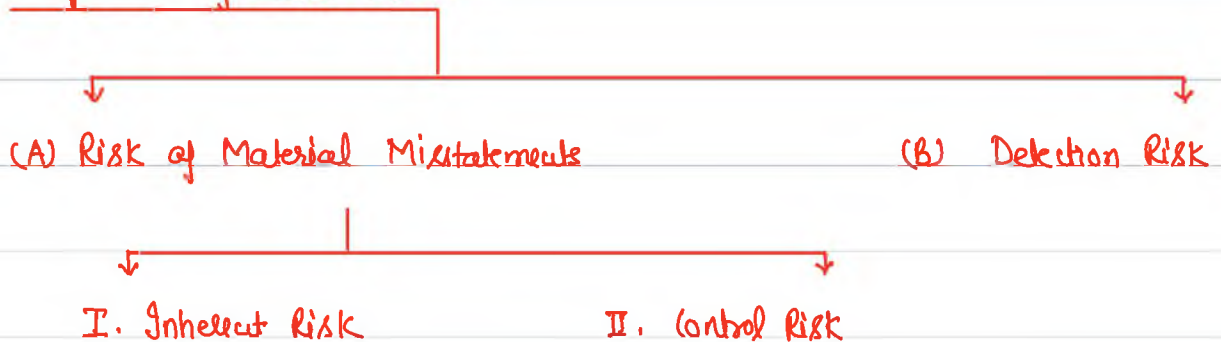 (A) Risk of Material Misstatements (B) Detection Risk
I. Inherent Risk II. Control Risk